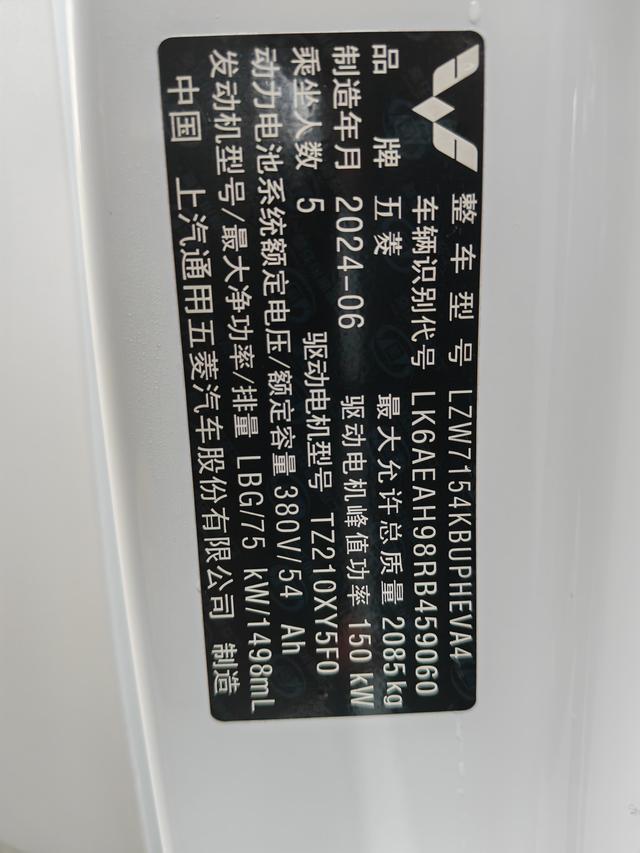 整车型号 LZW7154KBUPHEVA4
车辆识别代号 LK6AEAH98RB459060
品牌 五菱 最大允许总质量 2085kg
制造年月 2024-06 驱动电机峰值功率 150kW
乘坐人数 5 驱动电机型号 TZ210XY5F0
动力电池系统额定电压/额定容量 380V/54 Ah
发动机型号/最大净功率/排量 LBG/75 kW/1498mL
中国 上汽通用五菱汽车股份有限公司 制造